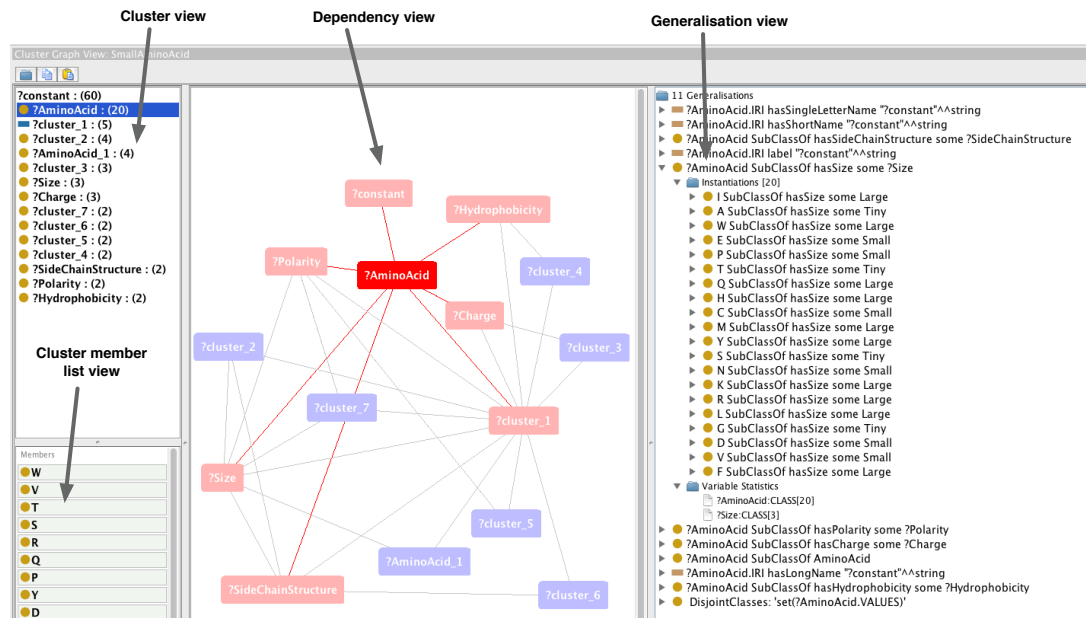 Cluster view
Dependency view
Generalisation view
Cluster Graph View: SmallAminoAcid
?constant : (60)
?AminoAcid : (20)
?cluster_1 : (5)
?cluster_2 : (4)
?AminoAcid_1 : (4)
?cluster_3 : (3)
?Size : (3)
?Charge : (3)
?cluster_7 : (2)
?cluster_6 : (2)
?cluster_5 : (2)
?cluster_4 : (2)
?SideChainStructure : (2)
?Polarity : (2)
?Hydrophobicity : (2)
Cluster member
list view
Members
W
V
T
S
R
Q
P
Y
D
?constant
?Hydrophobicity
?Polarity
?AminoAcid
?cluster_4
?Charge
?cluster_2
?cluster_3
?cluster_7
?cluster_1
?Size
?cluster_5
?AminoAcid_1
?SideChainStructure
?cluster_6
11 Generalisations
?AminoAcid.IRI hasSingleLetterName "?constant"^^string
?AminoAcid.IRI hasShortName "?constant"^^string
?AminoAcid SubClassOf hasSideChainStructure some ?SideChainStructure
?AminoAcid.IRI label "?constant"^^string
?AminoAcid SubClassOf hasSize some ?Size
Instantiations [20]
I SubClassOf hasSize some Large
A SubClassOf hasSize some Tiny
W SubClassOf hasSize some Large
E SubClassOf hasSize some Small
P SubClassOf hasSize some Small
T SubClassOf hasSize some Tiny
Q SubClassOf hasSize some Large
H SubClassOf hasSize some Large
C SubClassOf hasSize some Small
M SubClassOf hasSize some Large
Y SubClassOf hasSize some Large
S SubClassOf hasSize some Tiny
N SubClassOf hasSize some Small
K SubClassOf hasSize some Large
R SubClassOf hasSize some Large
L SubClassOf hasSize some Large
G SubClassOf hasSize some Tiny
D SubClassOf hasSize some Small
V SubClassOf hasSize some Small
F SubClassOf hasSize some Large
Variable Statistics
?AminoAcid:CLASS[20]
?Size:CLASS[3]
?AminoAcid SubClassOf hasPolarity some ?Polarity
?AminoAcid SubClassOf hasCharge some ?Charge
?AminoAcid SubClassOf AminoAcid
?AminoAcid.IRI hasLongName "?constant"^^string
?AminoAcid SubClassOf hasHydrophobicity some ?Hydrophobicity
DisjointClasses: 'set(?AminoAcid.VALUES)'